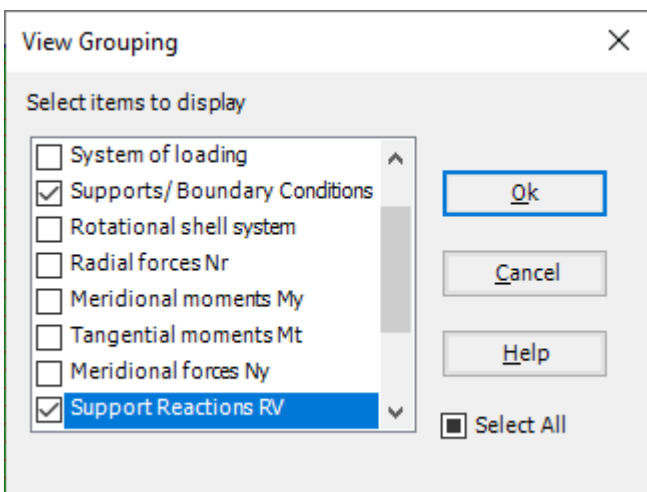 View Grouping
Select items to display
System of loading
Supports/ Boundary Conditions
Rotational shell system
Radial forces Nr
Meridional moments My
Tangential moments Mt
Meridional forces Ny
Support Reactions RV
Ok
Cancel
Help
Select All